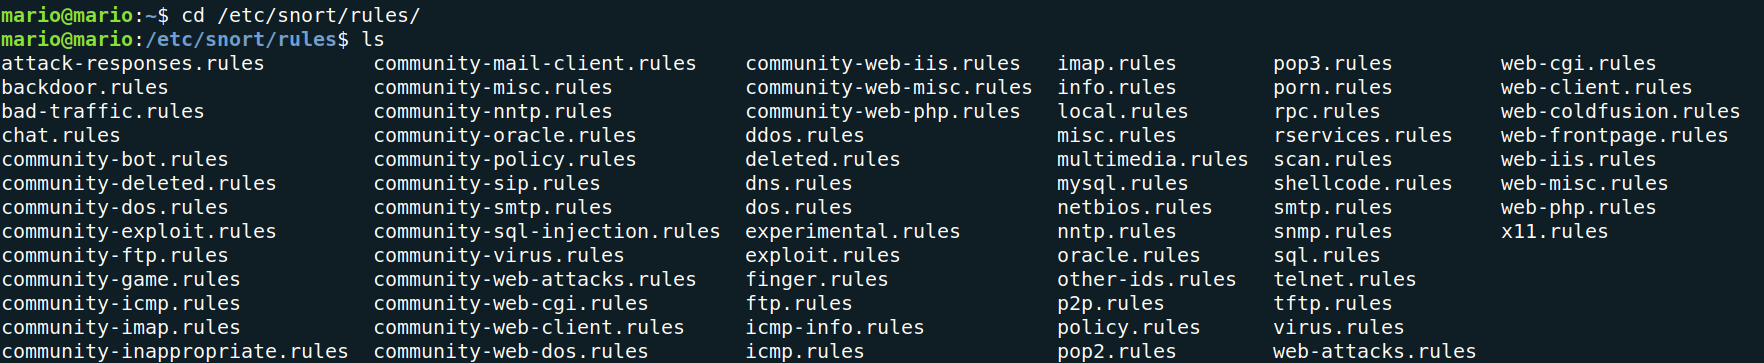 mario@mario:~$ cd /etc/snort/rules/
mario@mario:/etc/snort/rules$ ls
attack-responses.rules community-mail-client.rules community-web-iis.rules imap.rules pop3.rules web-cgi.rules
backdoor.rules community-misc.rules community-web-misc.rules info.rules porn.rules web-client.rules
bad-traffic.rules community-nntp.rules community-web-php.rules local.rules rpc.rules web-coldfusion.rules
chat.rules community-oracle.rules ddos.rules misc.rules rservices.rules web-frontpage.rules
community-bot.rules community-policy.rules deleted.rules multimedia.rules scan.rules web-iis.rules
community-deleted.rules community-sip.rules dns.rules mysql.rules shellcode.rules web-misc.rules
community-dos.rules community-smtp.rules dos.rules netbios.rules smtp.rules web-php.rules
community-exploit.rules community-sql-injection.rules experimental.rules nntp.rules snmp.rules x11.rules
community-ftp.rules community-virus.rules exploit.rules oracle.rules sql.rules
community-game.rules community-web-attacks.rules finger.rules other-ids.rules telnet.rules
community-icmp.rules community-web-cgi.rules ftp.rules p2p.rules tftp.rules
community-imap.rules community-web-client.rules icmp-info.rules policy.rules virus.rules
community-inappropriate.rules community-web-dos.rules icmp.rules pop2.rules web-attacks.rules